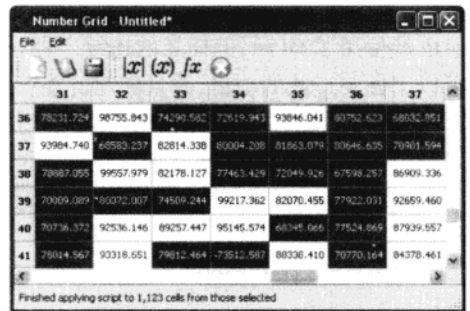 Number Grid - Untitled*
File Edit
|x| (x) ∫x
31 32 33 34 35 36 37
36 78231.724 98755.843 74290.582 72619.943 93846.041 80752.623 68032.851
37 93984.740 68583.237 82814.338 80004.208 81863.079 80646.635 70901.594
38 78887.055 99557.979 82178.127 77463.429 72049.926 67598.257 86909.336
39 70009.089 80372.007 74509.244 99217.362 82070.455 77922.031 92659.460
40 70736.372 92536.146 89257.447 95145.574 68345.066 77524.869 87939.557
41 78014.567 93318.651 79812.464 -73512.587 88338.410 70770.164 84378.461
Finished applying script to 1,123 cells from those selected